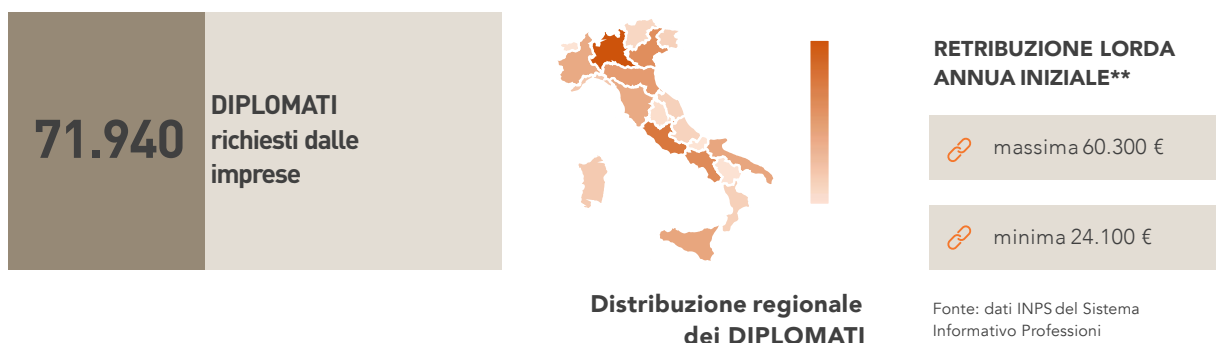 71.940
DIPLOMATI
richiesti dalle
imprese
Distribuzione regionale
dei DIPLOMATI
RETRIBUZIONE LORDA
ANNUA INIZIALE**
massima 60.300 €
minima 24.100 €
Fonte: dati INPS del Sistema
Informativo Professioni